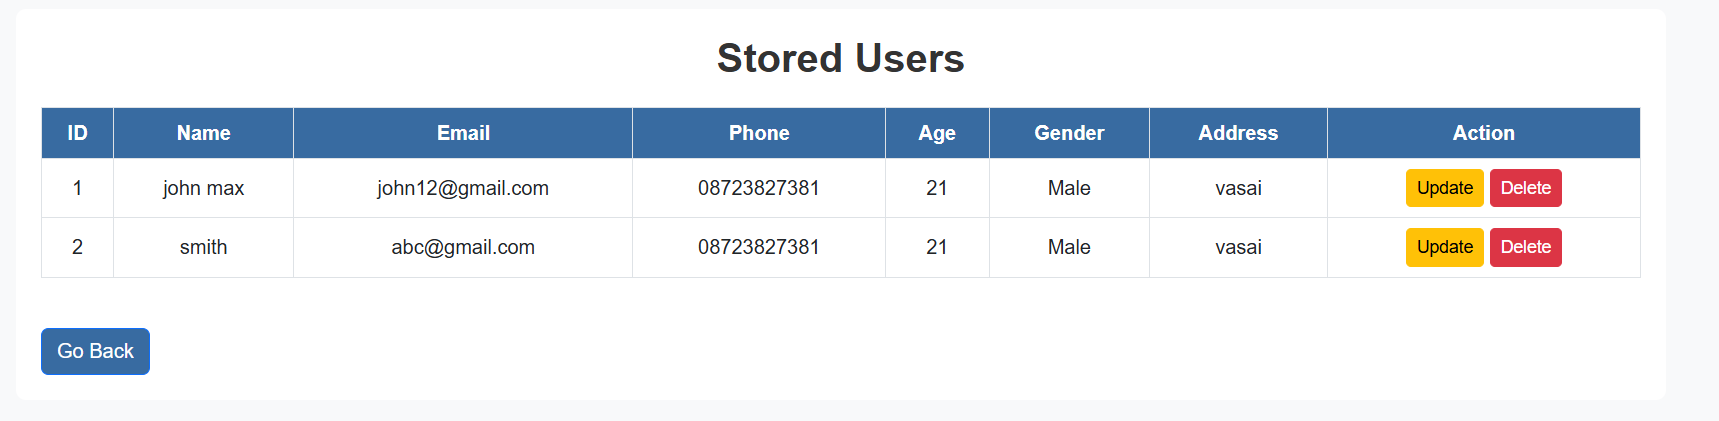 Stored Users
ID Name Email Phone Age Gender Address Action
1 john max john12@gmail.com 08723827381 21 Male vasai Update Delete
2 smith abc@gmail.com 08723827381 21 Male vasai Update Delete
Go Back